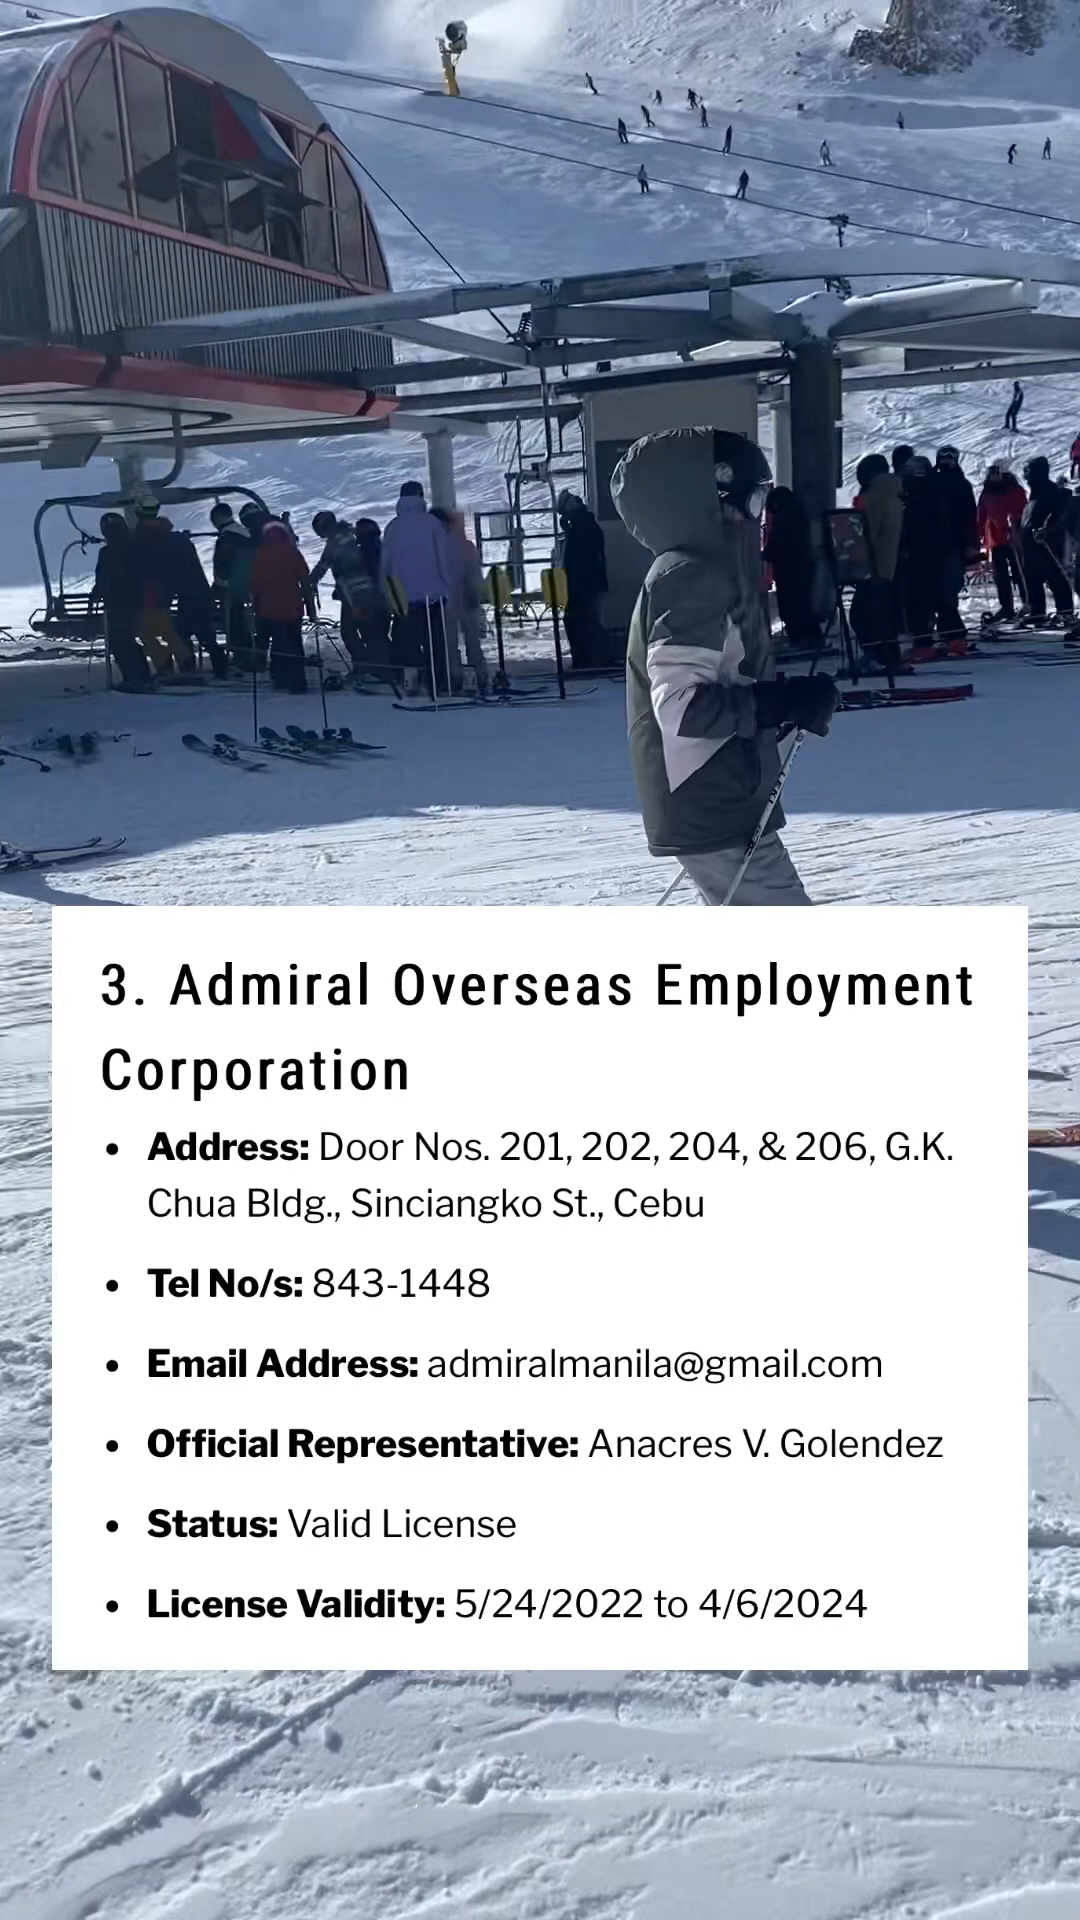 3. Admiral Overseas Employment
Corporation
• Address: Door Nos. 201, 202, 204, & 206, G.K.
Chua Bldg., Sinciangko St., Cebu
• Tel No/s: 843-1448
• Email Address: admiralmanila@gmail.com
• Official Representative: Anacres V. Golendez
• Status: Valid License
• License Validity: 5/24/2022 to 4/6/2024